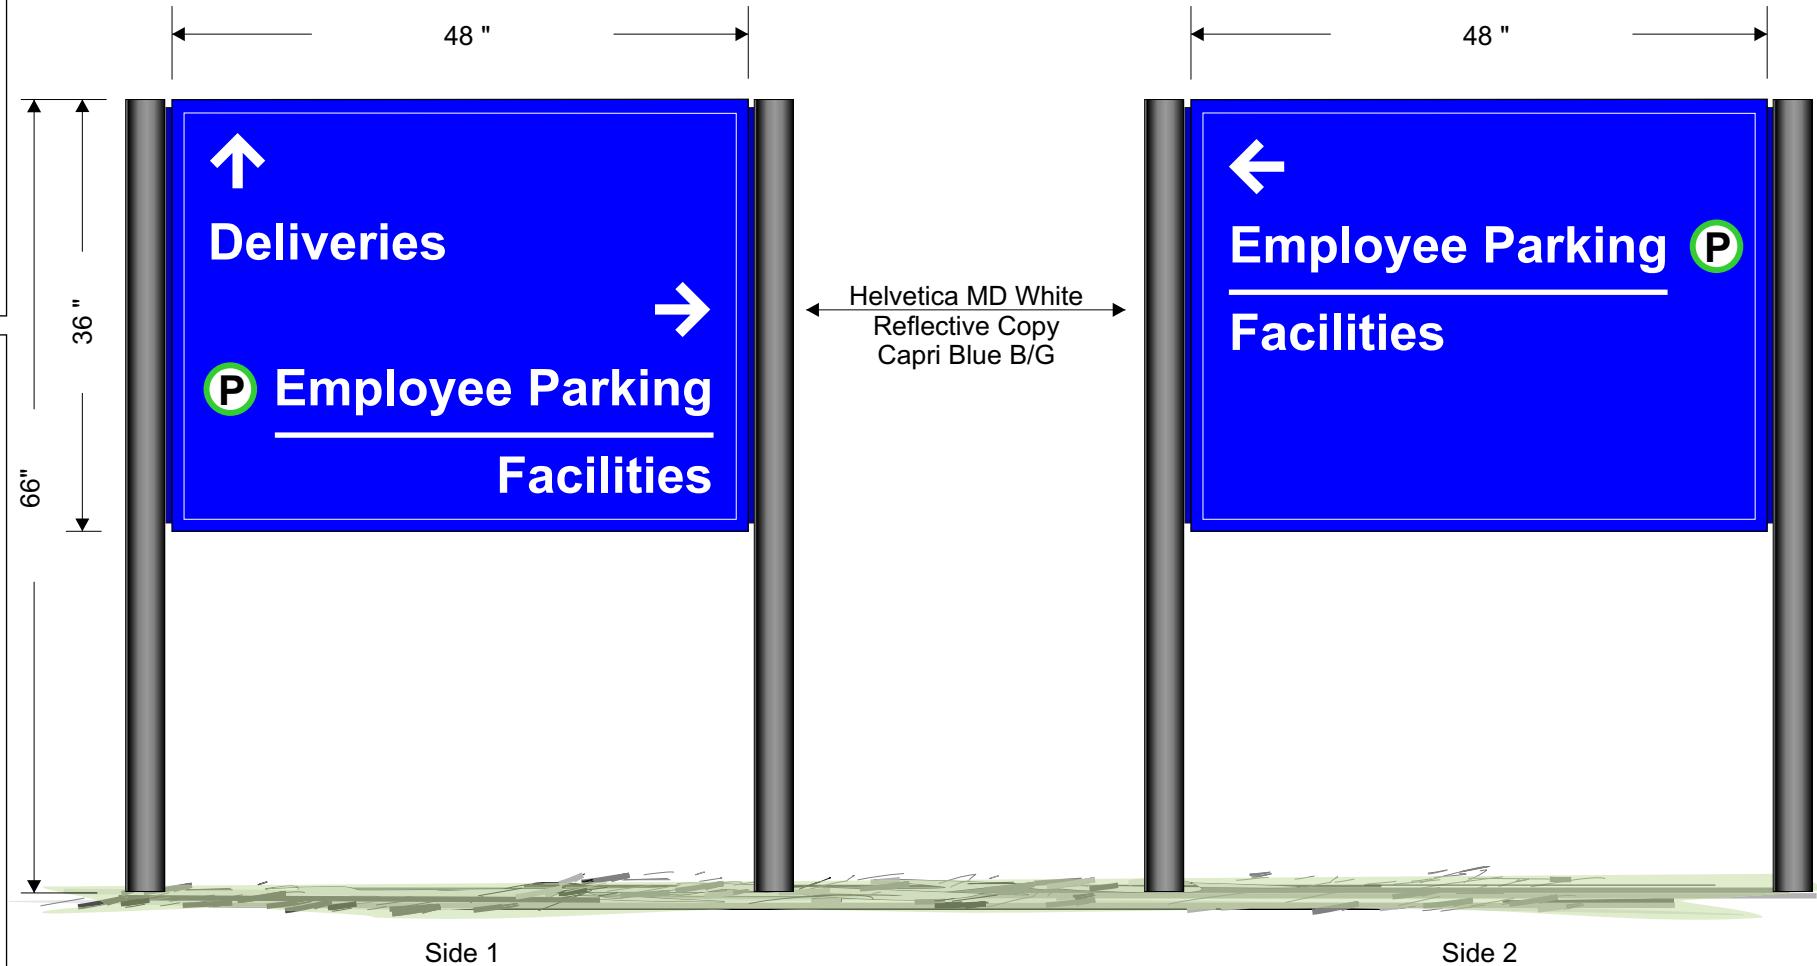 48 "
48 "
36 "
66"
Deliveries
P Employee Parking
Facilities
Helvetica MD White
Reflective Copy
Capri Blue B/G
Employee Parking P
Facilities
Side 1
Side 2